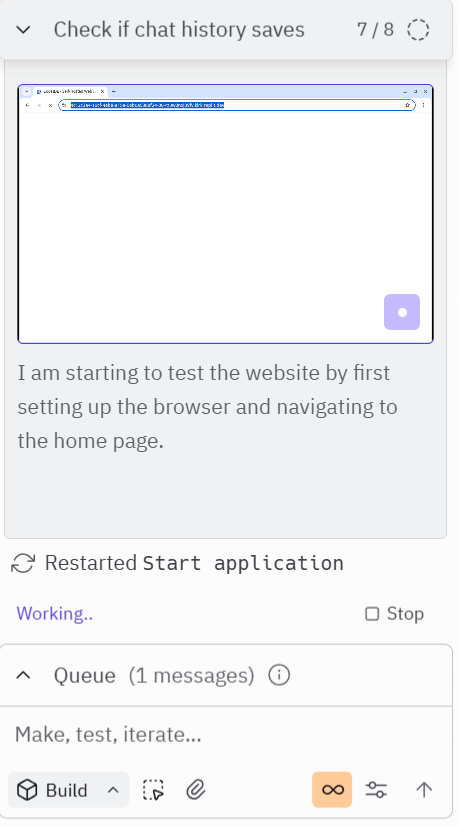 Check if chat history saves 7 / 8
I am starting to test the website by first
setting up the browser and navigating to
the home page.
Restarted Start application
Working.. Stop
Queue (1 messages)
Make, test, iterate...
Build